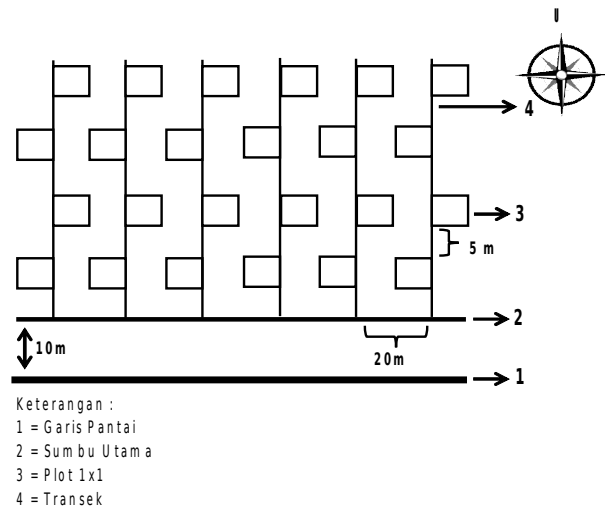 U
4
3
5 m
2
10m
20m
1
Keterangan :
1 = Garis Pantai
2 = Sumbu Utama
3 = Plot 1x1
4 = Transek